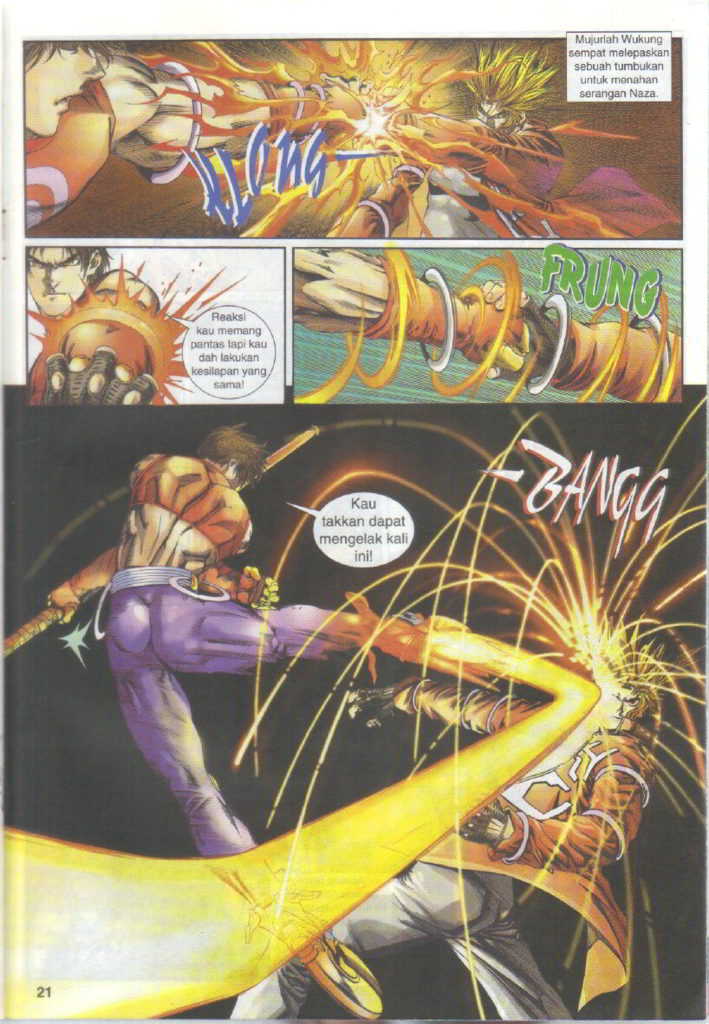 Mujurlah Wukung
sempat melepaskan
sebuah tumbukan
untuk menahan
serangan Naza.
KLONG
Reaksi
kau memang
pantas tapi kau
dah lakukan
kesilapan yang
sama!
FRUNG
BANGG
Kau
takkan dapat
mengelak kali
ini!
21